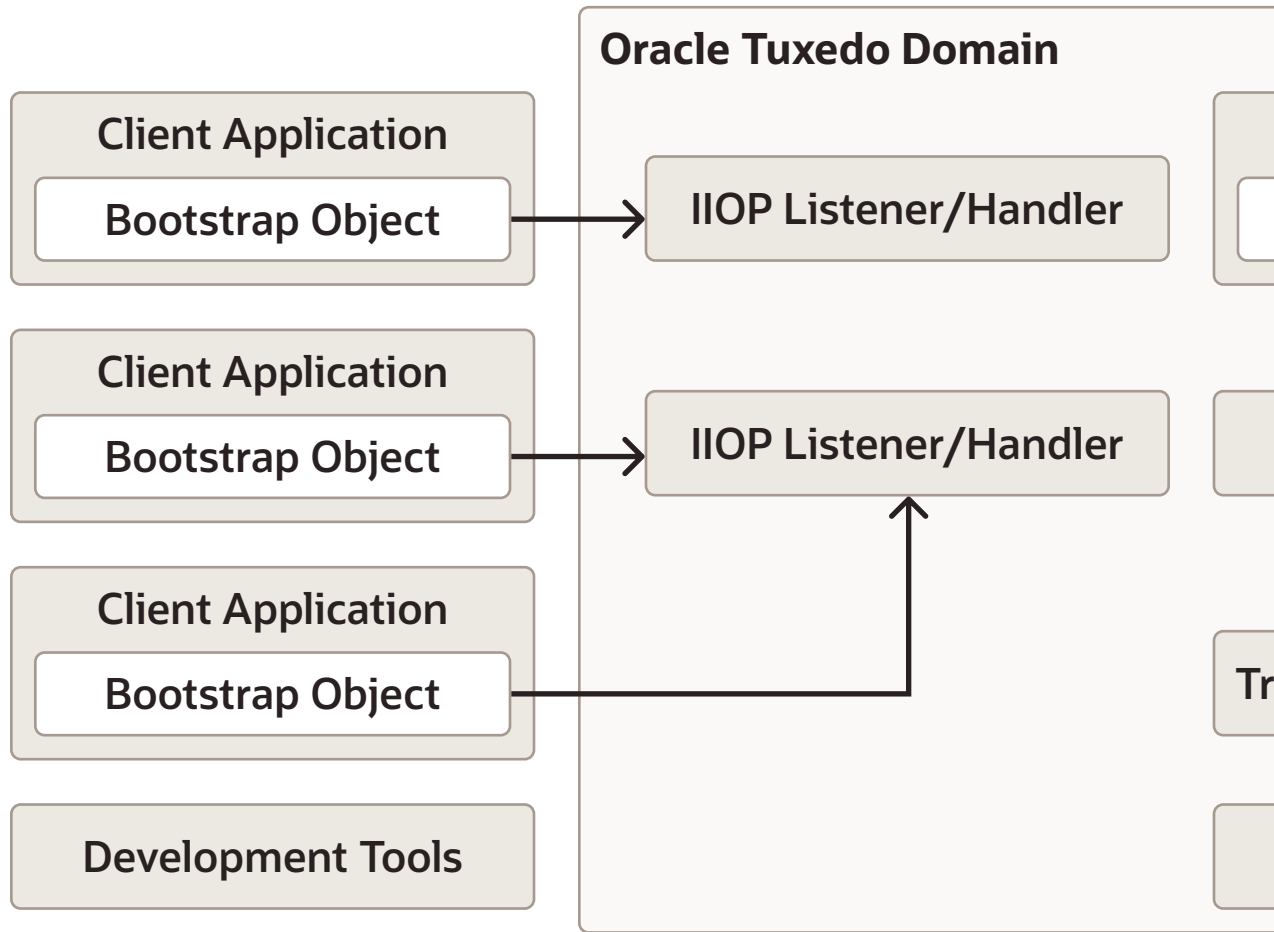 Oracle Tuxedo Domain
Client Application
Bootstrap Object
IIOP Listener/Handler
Client Application
Bootstrap Object
IIOP Listener/Handler
Client Application
Bootstrap Object
Development Tools